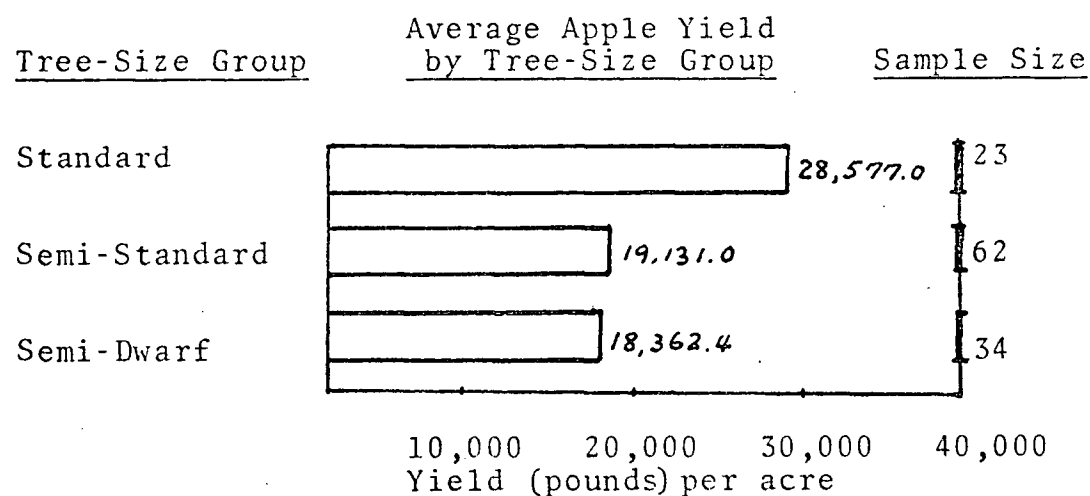 Average Apple Yield
Tree-Size Group by Tree-Size Group Sample Size
Standard 28,577.0 23
Semi-Standard 19,131.0 62
Semi-Dwarf 18,362.4 34
10,000 20,000 30,000 40,000
Yield (pounds) per acre